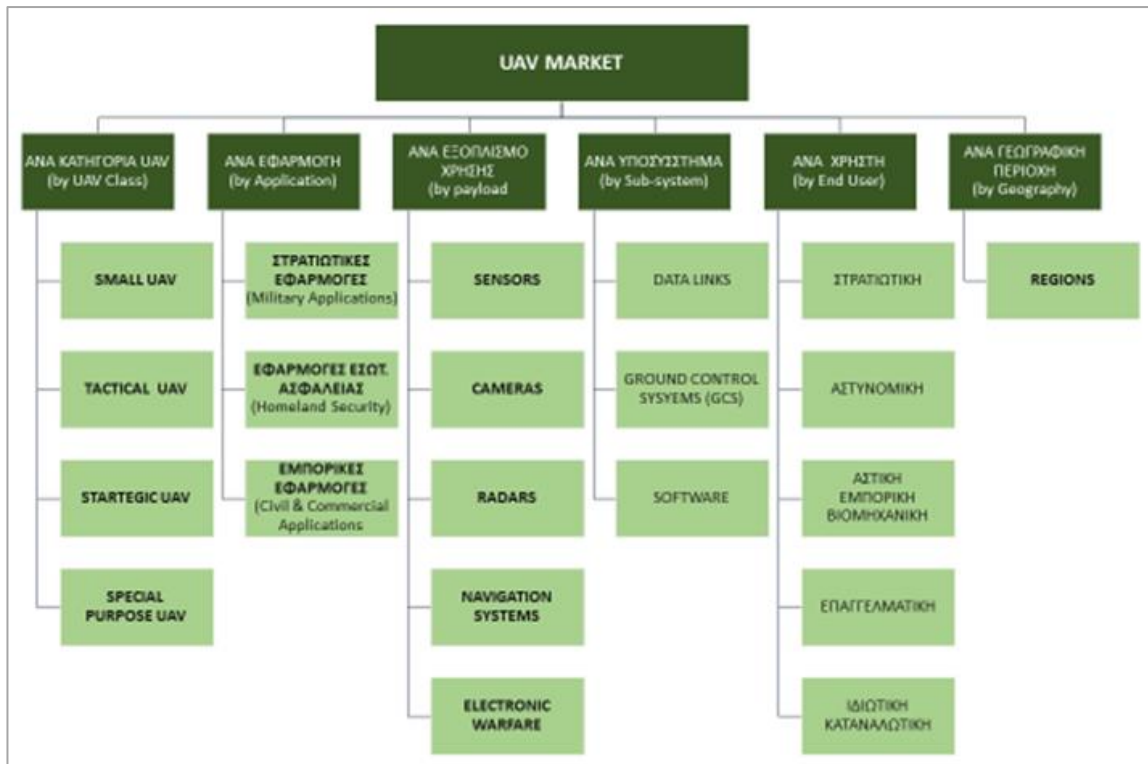 UAV MARKET
ΑΝΑ ΚΑΤΗΓΟΡΙΑ UAV
(by UAV Class)
SMALL UAV
TACTICAL UAV
STARTEGIC UAV
SPECIAL
PURPOSE UAV
ΑΝΑ ΕΦΑΡΜΟΓΗ
(by Application)
ΣΤΡΑΤΙΩΤΙΚΕΣ
ΕΦΑΡΜΟΓΕΣ
(Military Applications)
ΕΦΑΡΜΟΓΕΣ ΕΣΩΤ.
ΑΣΦΑΛΕΙΑΣ
(Homeland Security)
ΕΜΠΟΡΙΚΕΣ
ΕΦΑΡΜΟΓΕΣ
(Civil & Commercial
Applications
ΑΝΑ ΕΞΟΠΛΙΣΜΟ
ΧΡΗΣΗΣ
(by payload
SENSORS
CAMERAS
RADARS
NAVIGATION
SYSTEMS
ELECTRONIC
WARFARE
ΑΝΑ ΥΠΟΣΥΣΣΤΗΜΑ
(by Sub-system)
DATA LINKS
GROUND CONTROL
SYSYEMS (GCS)
SOFTWARE
ΑΝΑ ΧΡΗΣΤΗ
(by End User)
ΣΤΡΑΤΙΩΤΙΚΗ
ΑΣΤΥΝΟΜΙΚΗ
ΑΣΤΙΚΗ
ΕΜΠΟΡΙΚΗ
ΒΙΟΜΗΧΑΝΙΚΗ
ΕΠΑΓΓΕΛΜΑΤΙΚΗ
ΙΔΙΩΤΙΚΗ
ΚΑΤΑΝΑΛΩΤΙΚΗ
ΑΝΑ ΓΕΩΓΡΑΦΙΚΗ
ΠΕΡΙΟΧΗ
(by Geography)
REGIONS